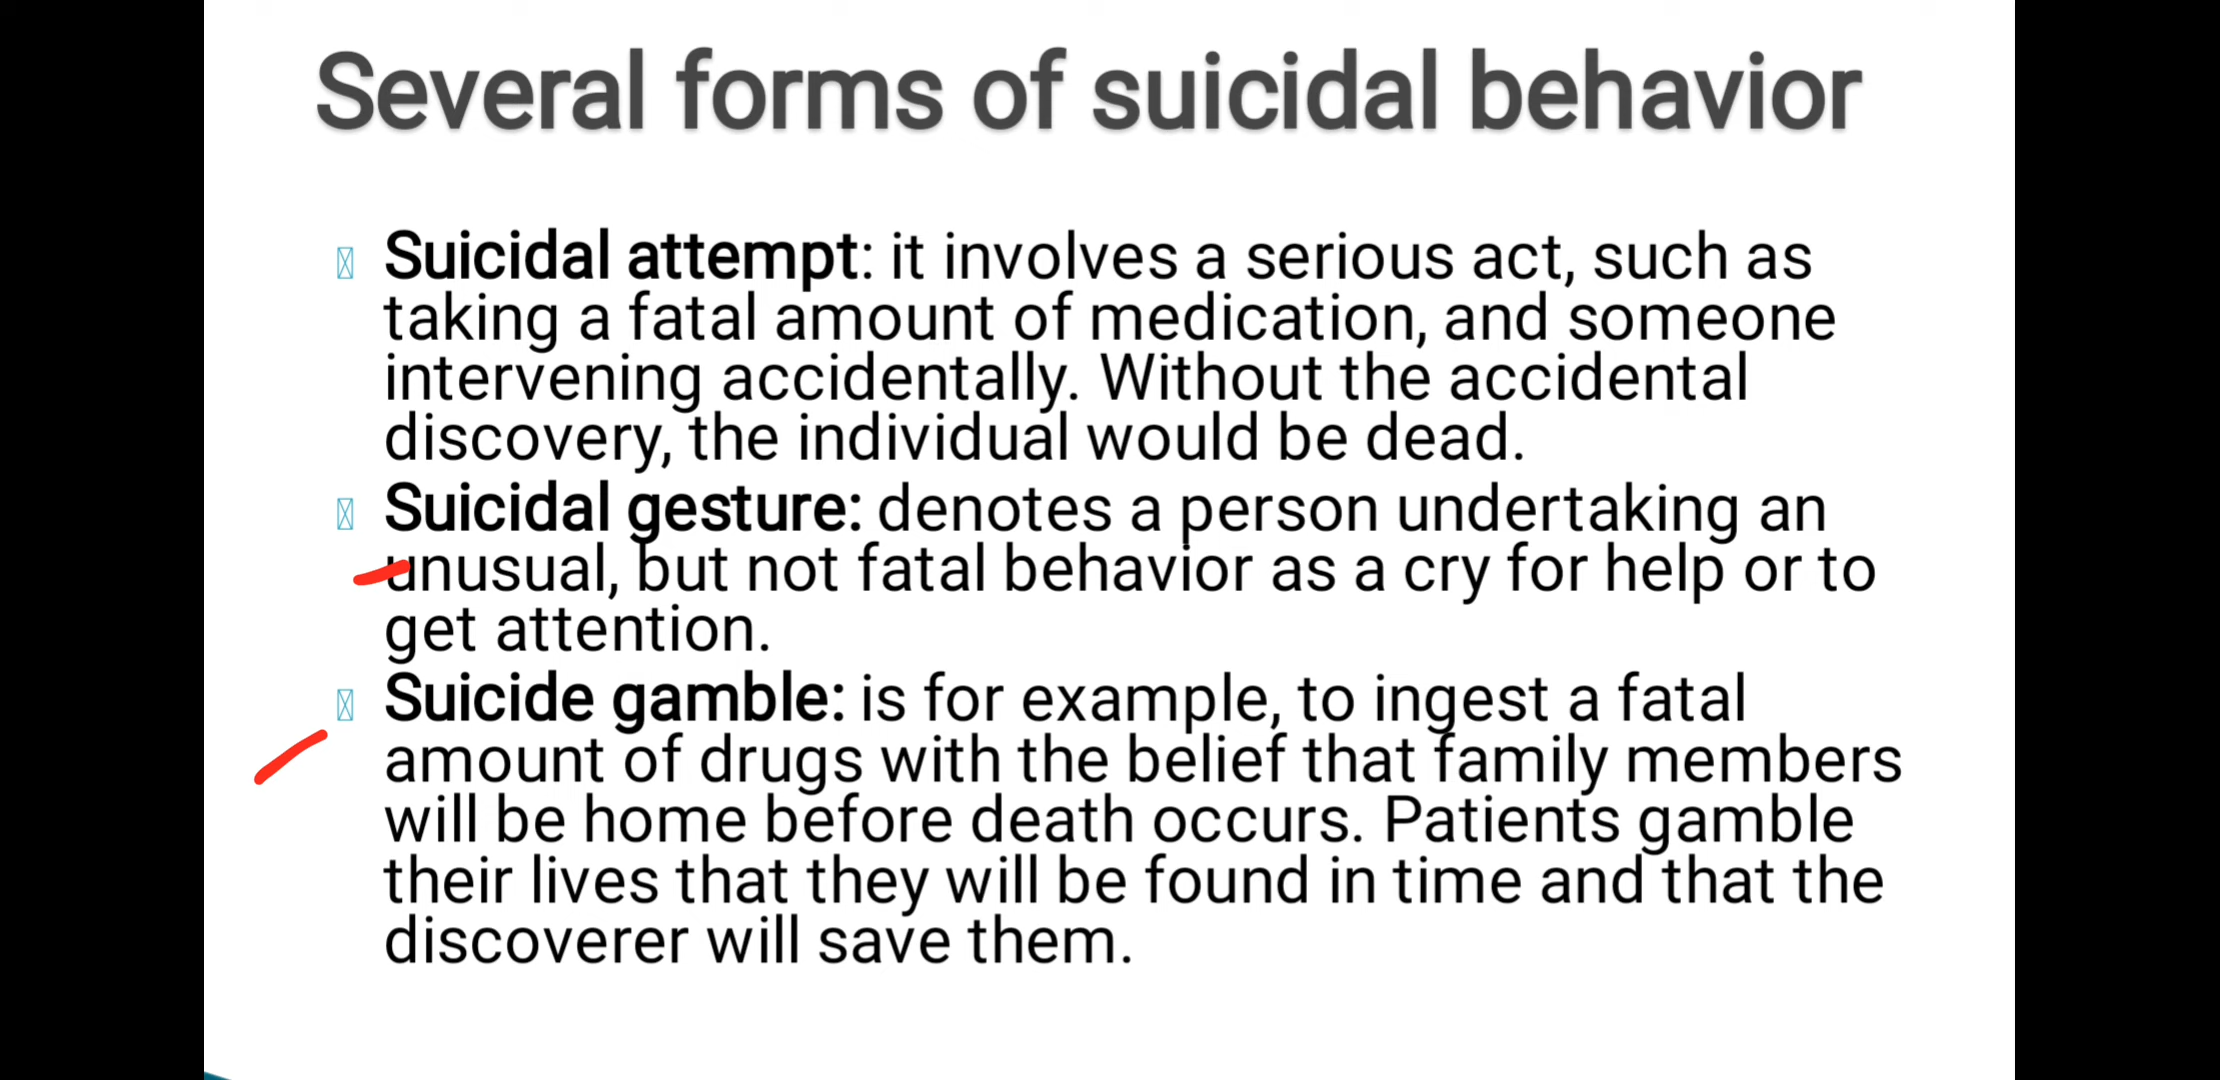 Several forms of suicidal behavior
Suicidal attempt: it involves a serious act, such as
taking a fatal amount of medication, and someone
intervening accidentally. Without the accidental
discovery, the individual would be dead.
Suicidal gesture: denotes a person undertaking an
unusual, but not fatal behavior as a cry for help or to
get attention.
Suicide gamble: is for example, to ingest a fatal
amount of drugs with the belief that family members
will be home before death occurs. Patients gamble
their lives that they will be found in time and that the
discoverer will save them.